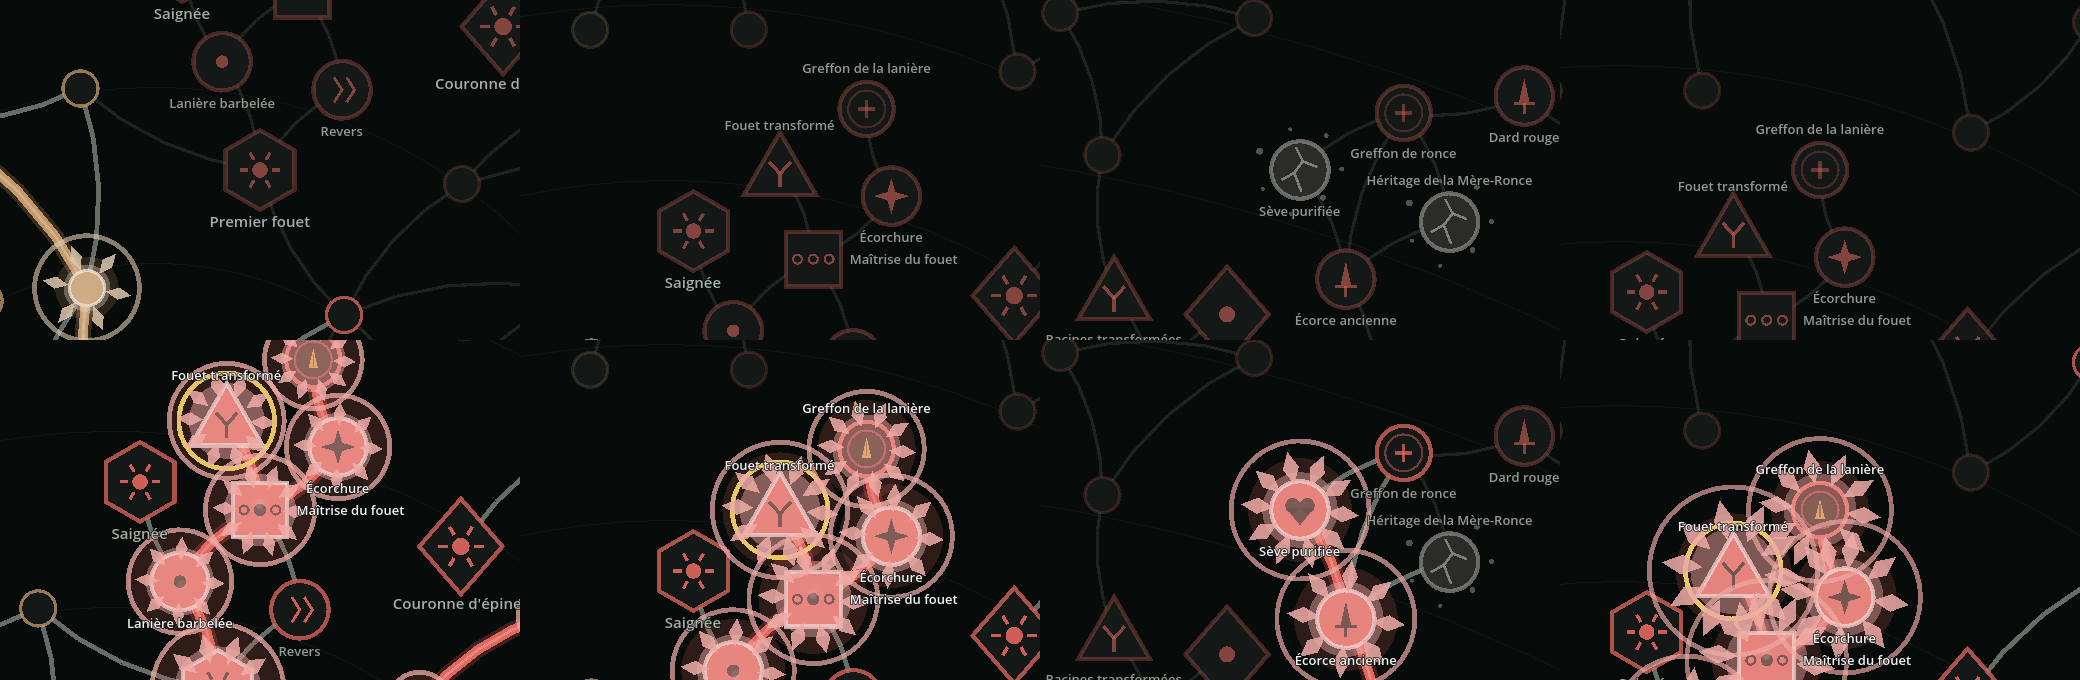 Saignée
Couronne d
Lanière barbelée
Revers
Premier fouet
Greffon de la lanière
Fouet transformé
Écorchure
Maîtrise du fouet
Saignée
Greffon de ronce
Dard rouge
Héritage de la Mère-Ronce
Sève purifiée
Écorce ancienne
Racines transformées
Greffon de la lanière
Fouet transformé
Écorchure
Maîtrise du fouet
Fouet transformé
Écorchure
Maîtrise du fouet
Saignée
Couronne d'épine
Lanière barbelée
Revers
Greffon de la lanière
Fouet transformé
Écorchure
Maîtrise du fouet
Saignée
Greffon de ronce
Dard rouge
Héritage de la Mère-Ronce
Sève purifiée
Écorce ancienne
Racines transformées
Greffon de la lanière
Fouet transformé
Écorchure
Maîtrise du fouet